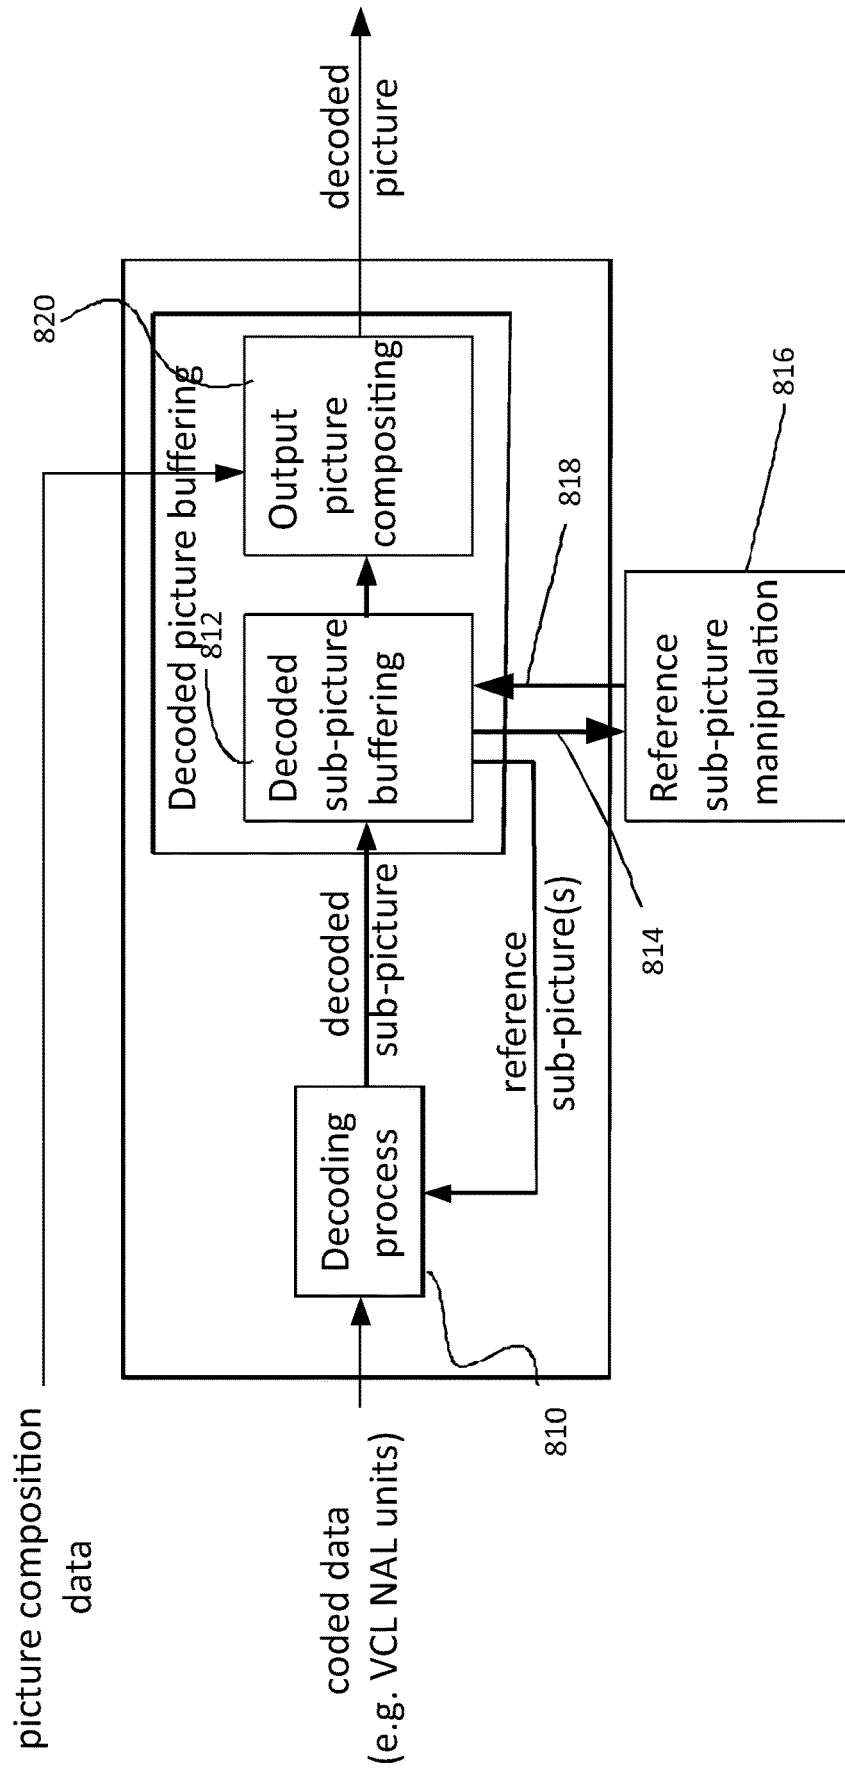 picture composition
data
coded data
(e.g. VCL NAL units)
810
Decoding
process
decoded
sub-picture
reference
sub-picture(s)
Decoded picture buffering
812
Decoded
sub-picture
buffering
814
818
Reference
sub-picture
manipulation
816
820
Output
picture
compositing
decoded
picture